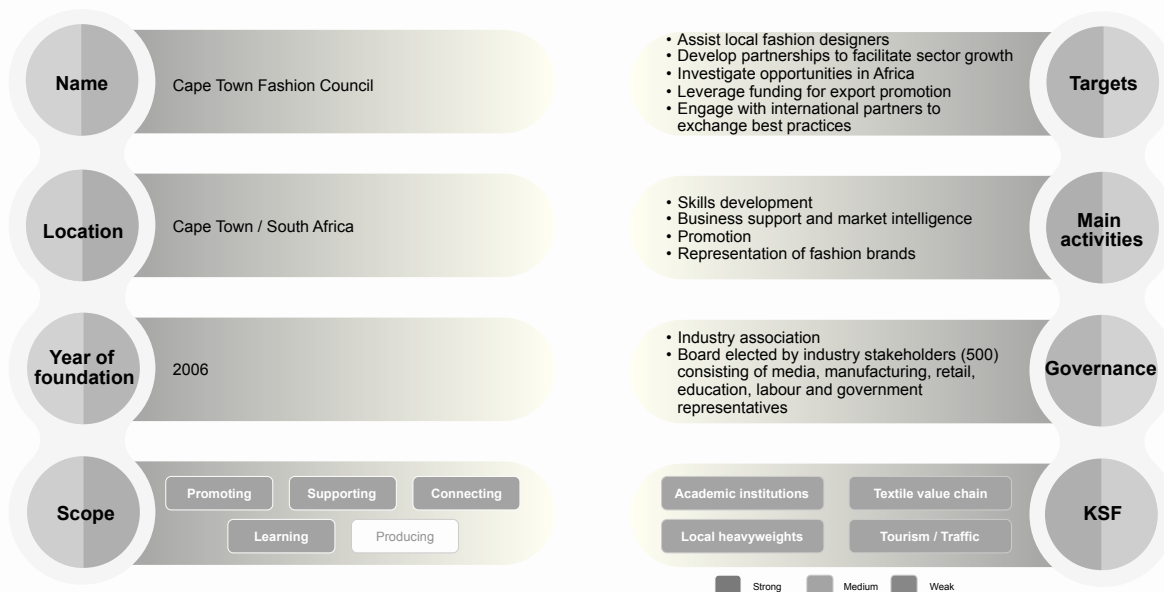 Name
Cape Town Fashion Council
Location
Cape Town / South Africa
Year of
foundation
2006
Scope
Promoting
Supporting
Connecting
Learning
Producing
• Assist local fashion designers
• Develop partnerships to facilitate sector growth
• Investigate opportunities in Africa
• Leverage funding for export promotion
• Engage with international partners to
exchange best practices
Targets
• Skills development
• Business support and market intelligence
• Promotion
• Representation of fashion brands
Main
activities
• Industry association
• Board elected by industry stakeholders (500)
consisting of media, manufacturing, retail,
education, labour and government
representatives
Governance
Academic institutions
Textile value chain
Local heavyweights
Tourism / Traffic
KSF
Strong
Medium
Weak